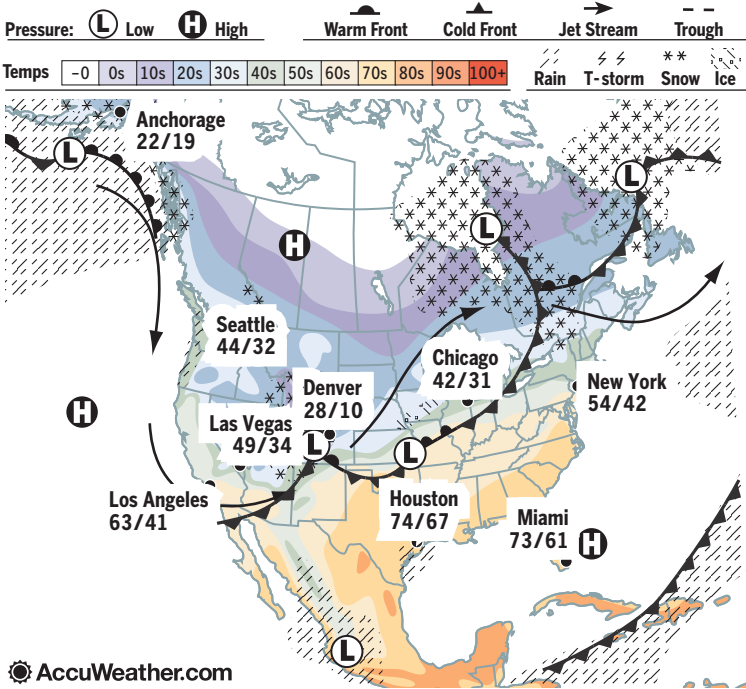 Pressure: L Low H High Warm Front Cold Front Jet Stream Trough
Temps -0 0s 10s 20s 30s 40s 50s 60s 70s 80s 90s 100+ Rain T-storm Snow Ice
Anchorage
22/19
L
L
L
H
Seattle
44/32
Chicago
42/31
Denver
28/10
New York
54/42
H
Las Vegas
49/34
L
L
Los Angeles
63/41
Houston
74/67
Miami
73/61
H
L
AccuWeather.com